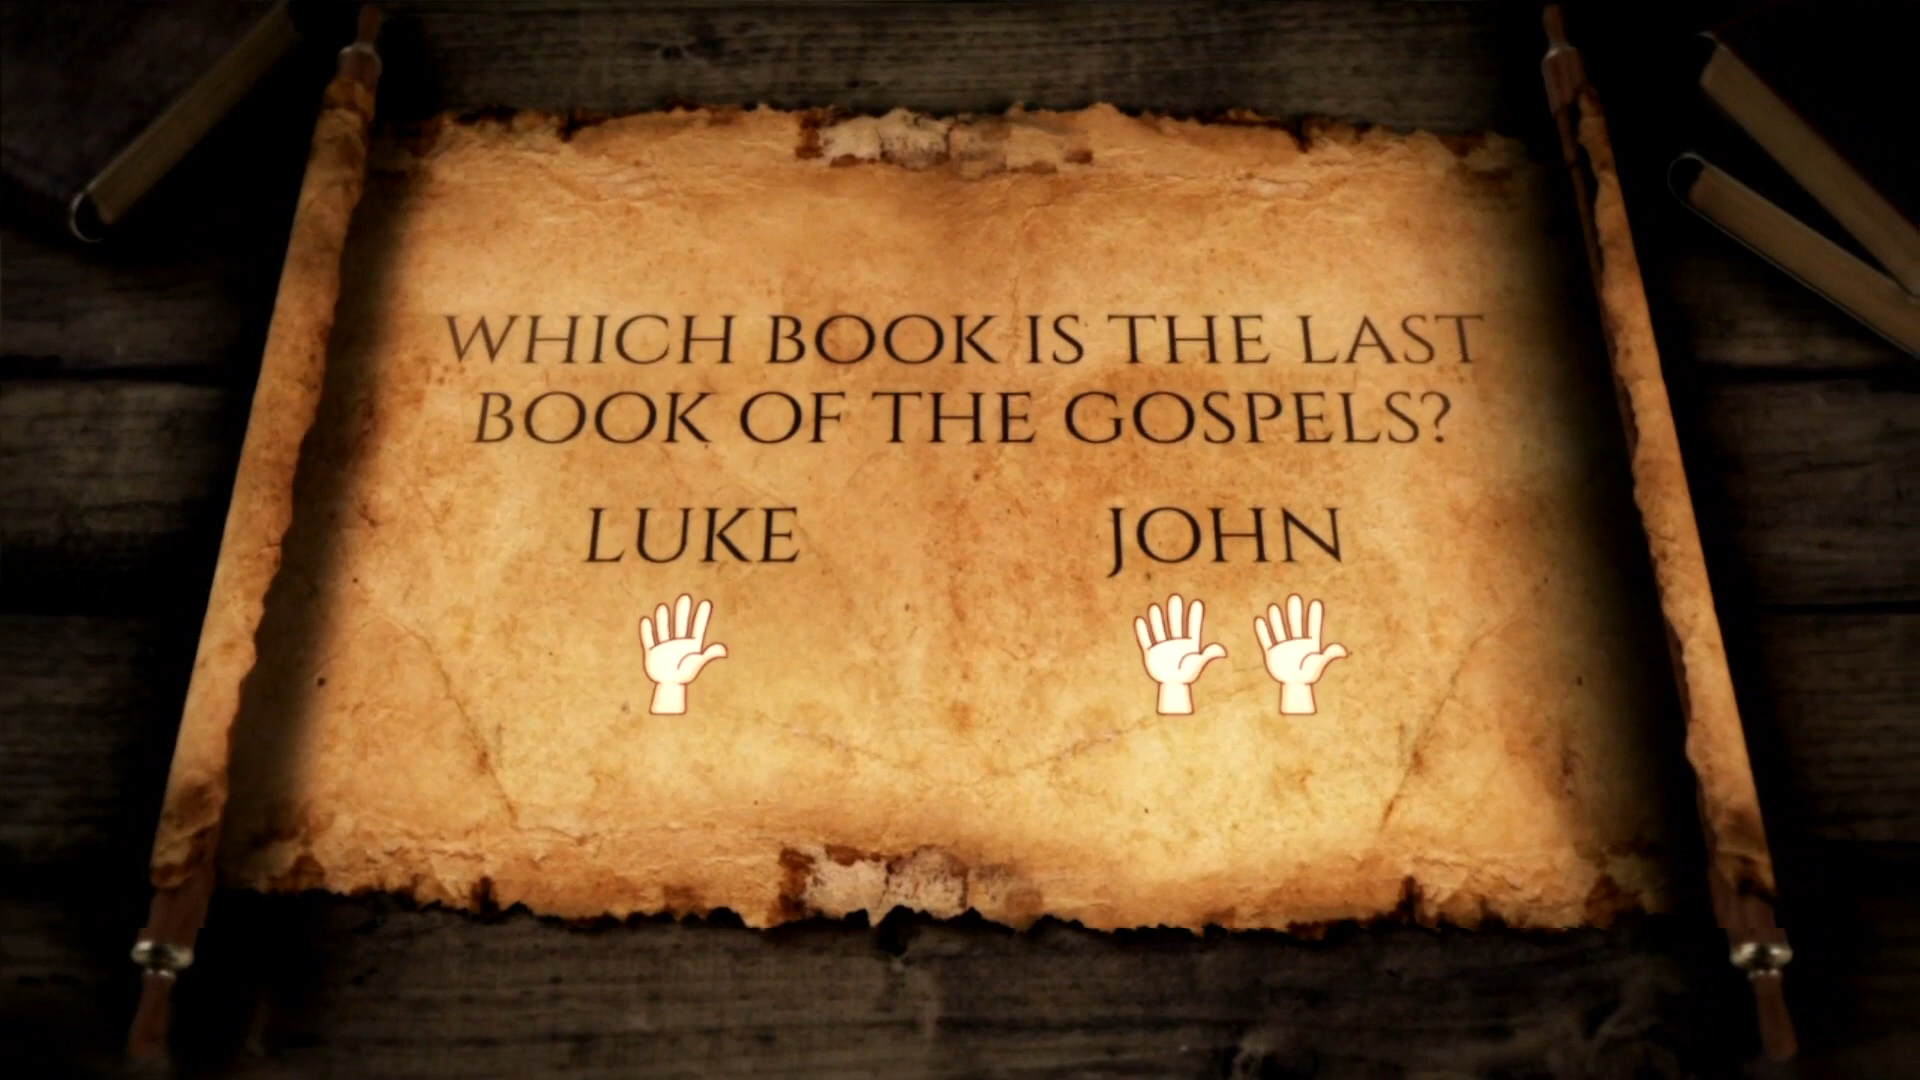 WHICH BOOK IS THE LAST
BOOK OF THE GOSPELS?
LUKE JOHN